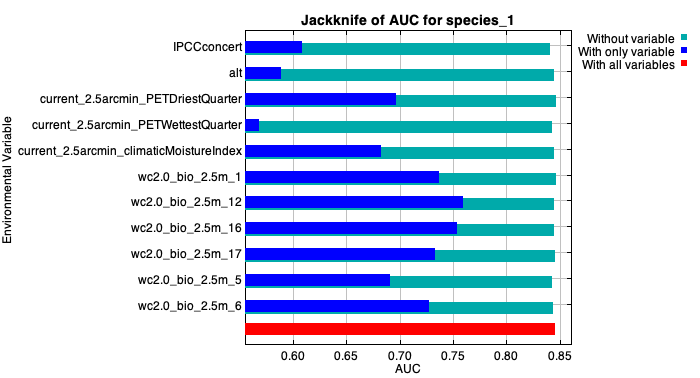 Jackknife of AUC for species_1
Without variable
With only variable
With all variables
Environmental Variable
IPCCconcert
alt
current_2.5arcmin_PETDriestQuarter
current_2.5arcmin_PETWettestQuarter
current_2.5arcmin_climaticMoistureIndex
wc2.0_bio_2.5m_1
wc2.0_bio_2.5m_12
wc2.0_bio_2.5m_16
wc2.0_bio_2.5m_17
wc2.0_bio_2.5m_5
wc2.0_bio_2.5m_6
0.60 0.65 0.70 0.75 0.80 0.85
AUC